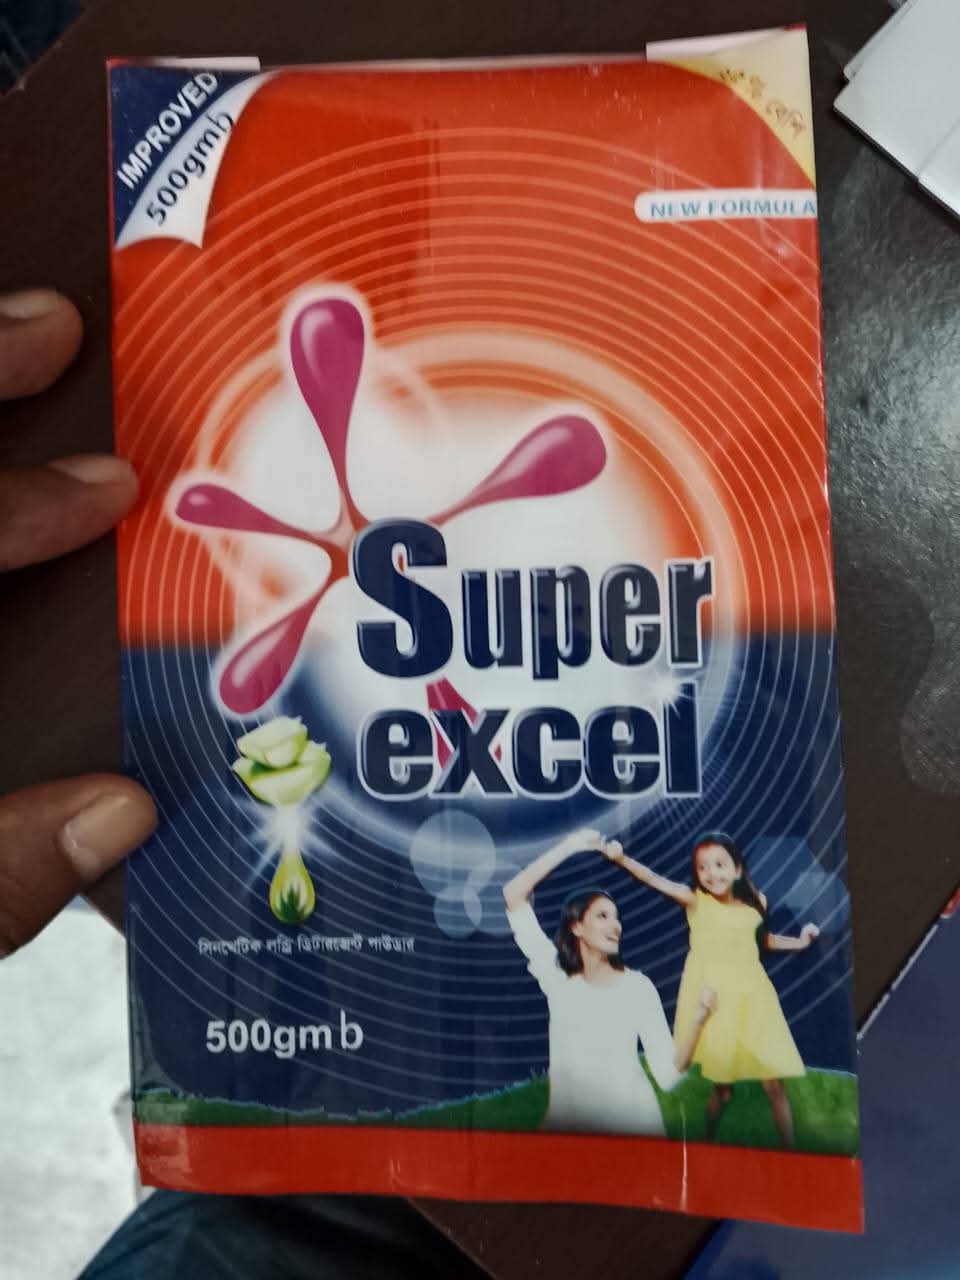 IMPROVED
500gmb
বেশি
NEW FORMULA
Super
excel
সিনথেটিক লন্ড্রি ডিটারজেন্ট পাউডার
500gm b